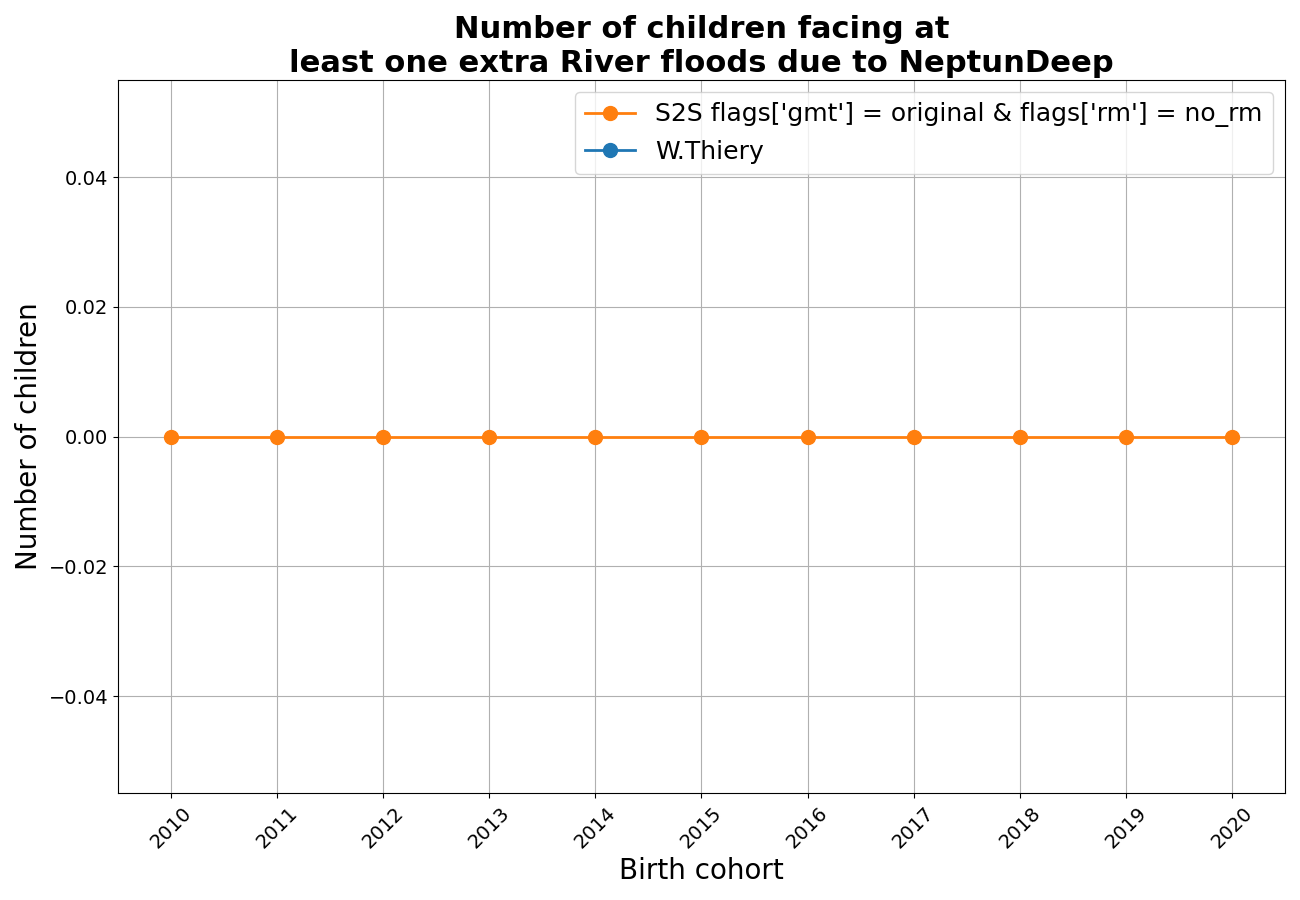 Number of children facing at
least one extra River floods due to NeptunDeep
S2S flags['gmt'] = original & flags['rm'] = no_rm
W.Thiery
Number of children
0.04
0.02
0.00
−0.02
−0.04
2010 2011 2012 2013 2014 2015 2016 2017 2018 2019 2020
Birth cohort